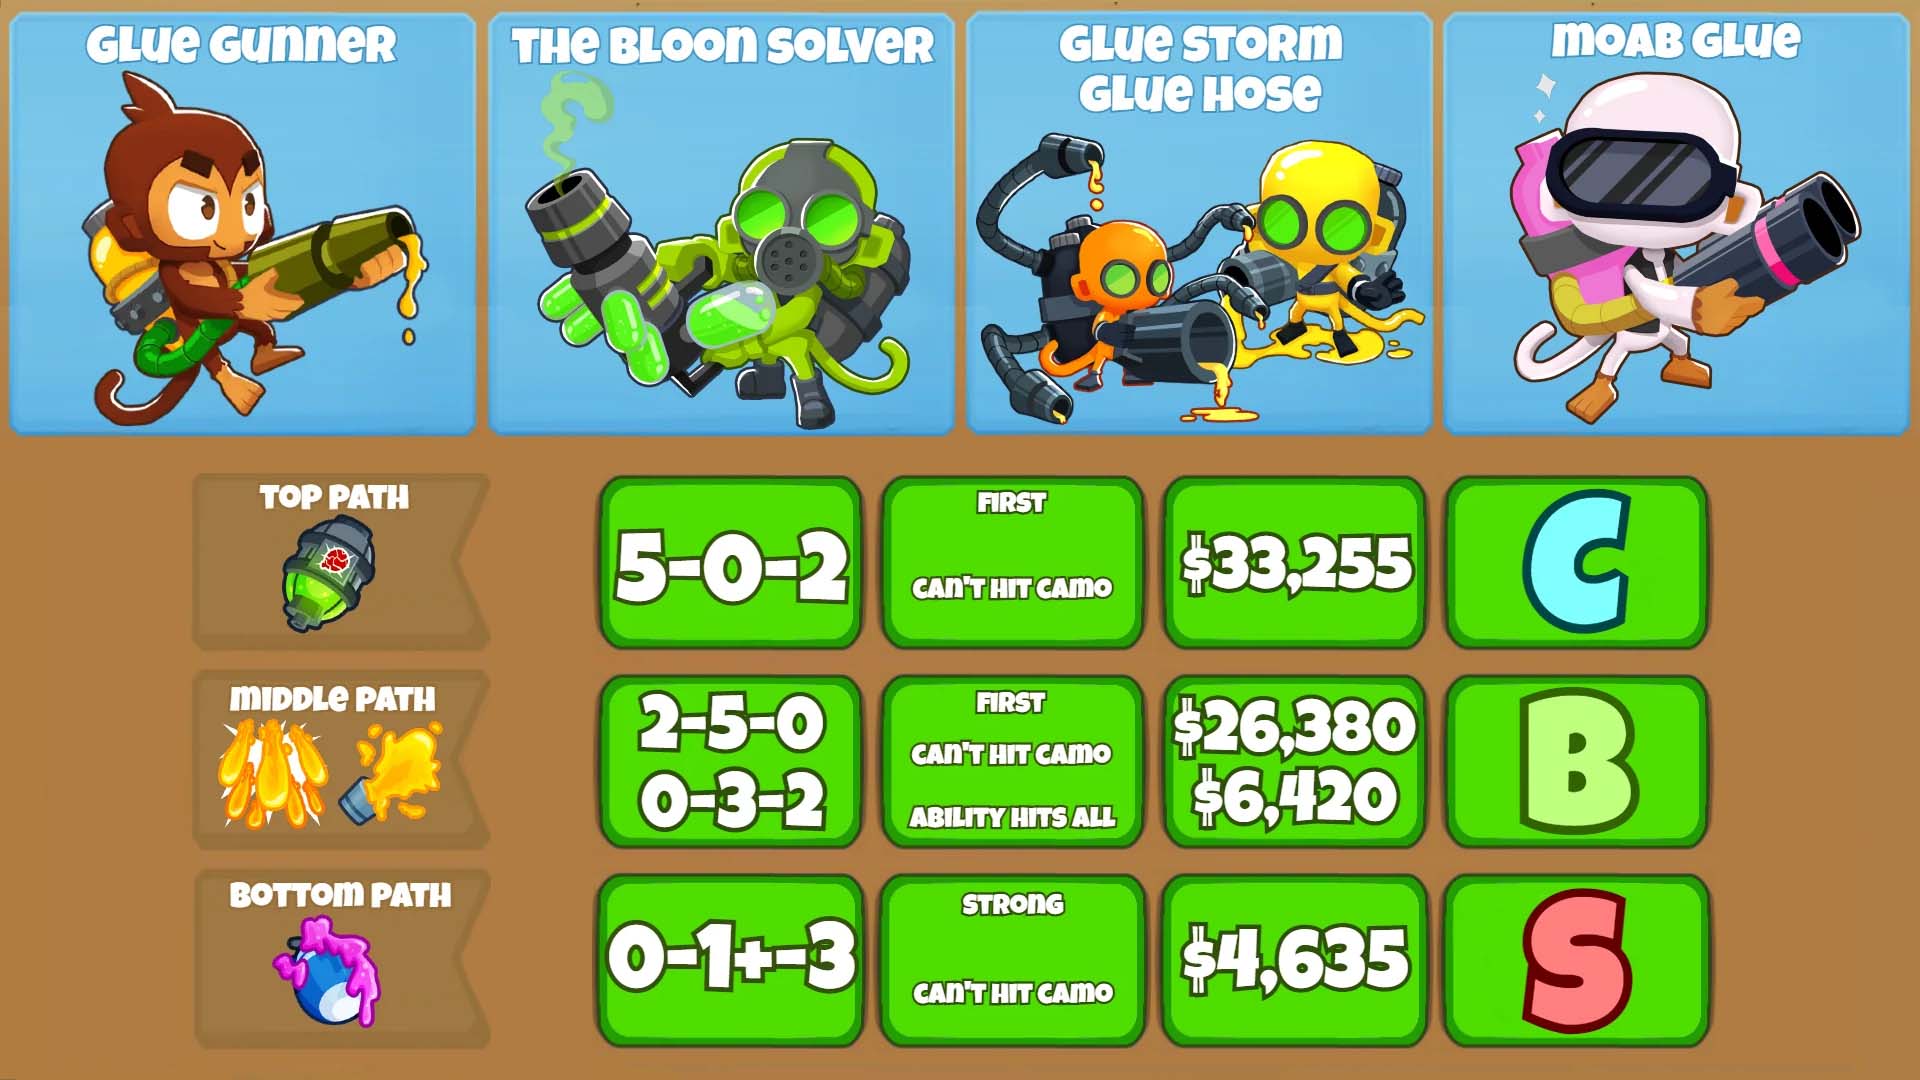 GLUE GUNNER
THE BLOON SOLVER
GLUE STORM
GLUE HOSE
MOAB GLUE
TOP PATH
5-0-2
FIRST
CAN'T HIT CAMO
$33,255
C
MIDDLE PATH
2-5-0
0-3-2
FIRST
CAN'T HIT CAMO
ABILITY HITS ALL
$26,380
$6,420
B
BOTTOM PATH
0-1+-3
STRONG
CAN'T HIT CAMO
$4,635
S